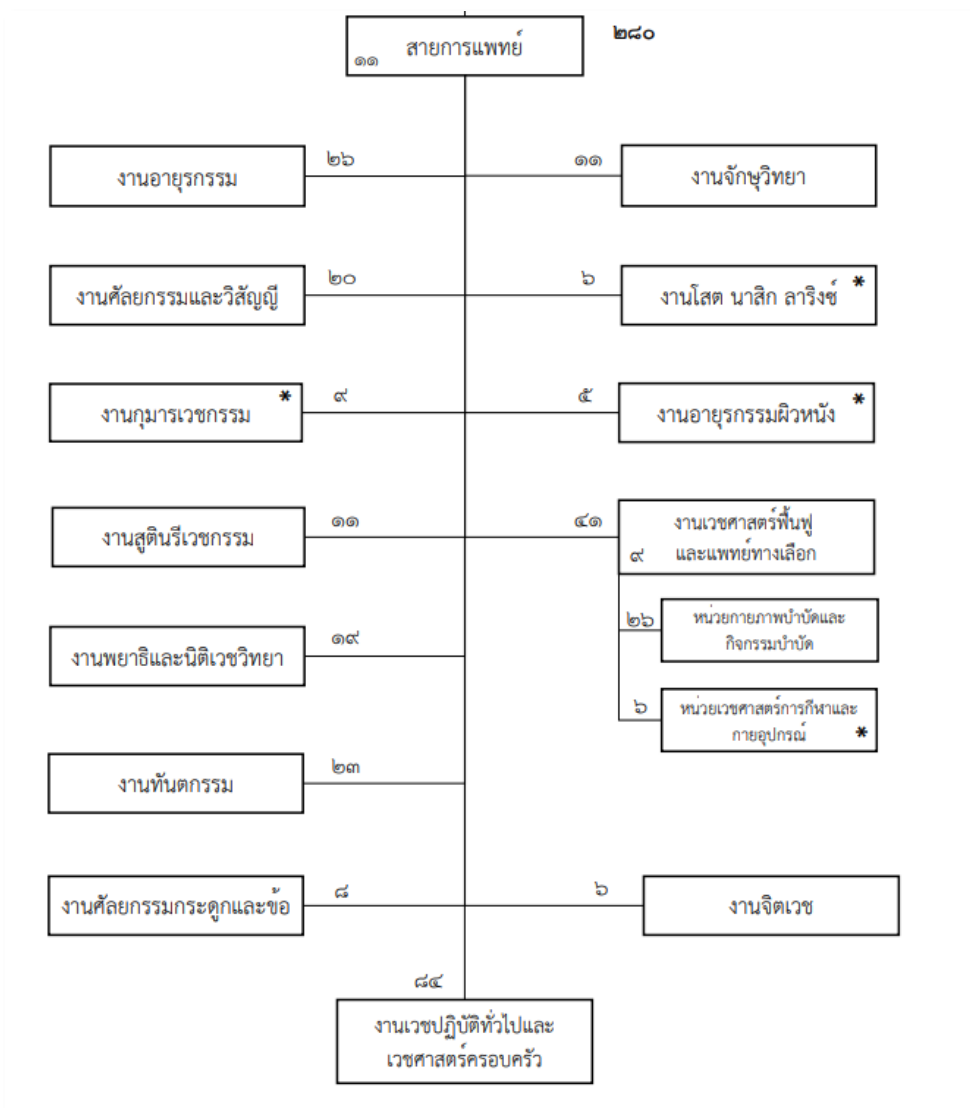 ๒๘๐
สายการแพทย์
๑๑
๒๖
๑๑
งานอายุรกรรม
งานจักษุวิทยา
๒๐
๖
งานศัลยกรรมและวิสัญญี
งานโสต นาสิก ลาริงซ์ *
๙
๕
งานกุมารเวชกรรม *
งานอายุรกรรมผิวหนัง *
๑๑
๔๑
งานสูตินรีเวชกรรม
งานเวชศาสตร์ฟื้นฟู
และแพทย์ทางเลือก
๙
๒๖
หน่วยกายภาพบำบัดและ
กิจกรรมบำบัด
๑๙
งานพยาธิและนิติเวชวิทยา
๖
หน่วยเวชศาสตร์การกีฬาและ
กายอุปกรณ์ *
๒๓
งานทันตกรรม
๘
๖
งานศัลยกรรมกระดูกและข้อ
งานจิตเวช
๘๔
งานเวชปฏิบัติทั่วไปและ
เวชศาสตร์ครอบครัว